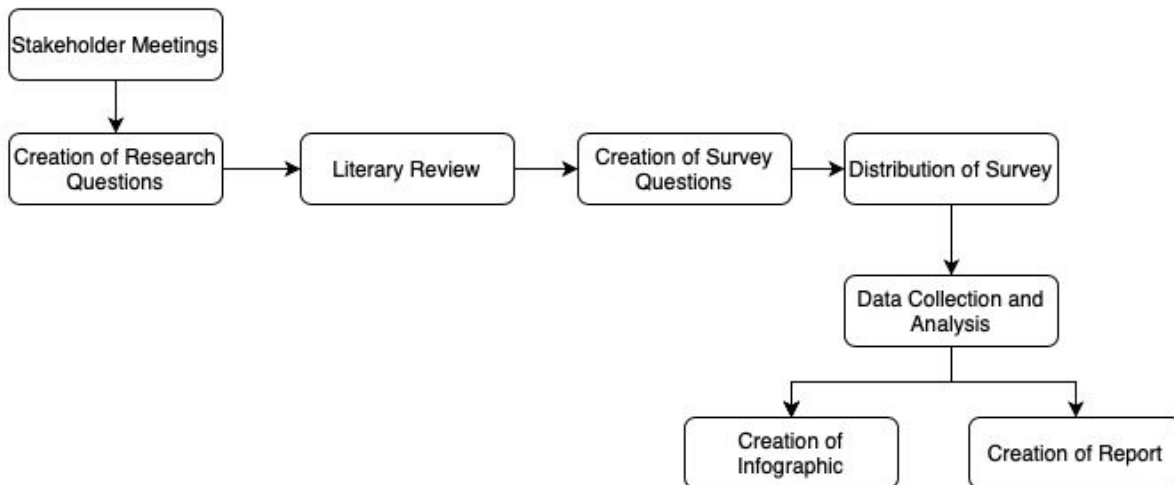 Stakeholder Meetings
Creation of Research
Questions
Literary Review
Creation of Survey
Questions
Distribution of Survey
Data Collection and
Analysis
Creation of
Infographic
Creation of Report